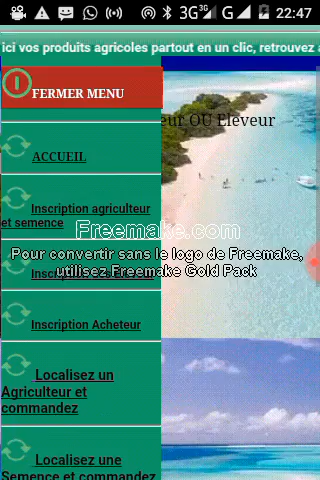 3G 3G G 22:47
ici vos produits agricoles partout en un clic, retrouvez
FERMER MENU
eur OU Eleveur
ACCUEIL
Inscription agriculteur
et semence
Freemake.com
Pour convertir sans le logo de Freemake,
utilisez Freemake Gold Pack
Inscription
Inscription Acheteur
Localisez un
Agriculteur et
commandez
Localisez une
Semence et commandez